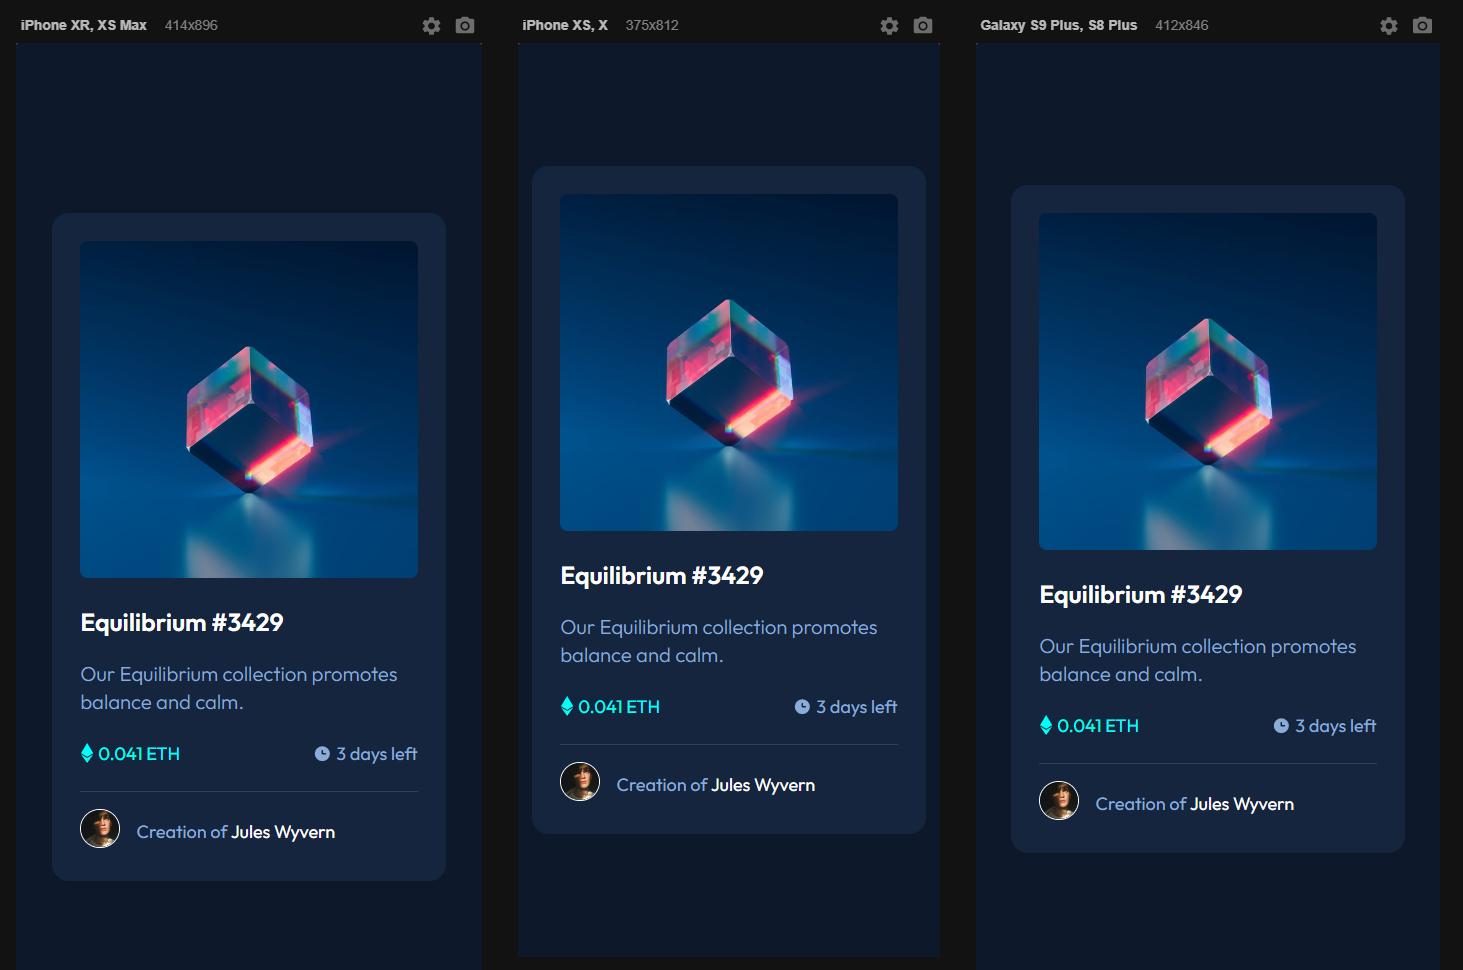 iPhone XR, XS Max 414x896
Equilibrium #3429
Our Equilibrium collection promotes
balance and calm.
0.041 ETH 3 days left
Creation of Jules Wyvern
iPhone XS, X 375x812
Equilibrium #3429
Our Equilibrium collection promotes
balance and calm.
0.041 ETH 3 days left
Creation of Jules Wyvern
Galaxy S9 Plus, S8 Plus 412x846
Equilibrium #3429
Our Equilibrium collection promotes
balance and calm.
0.041 ETH 3 days left
Creation of Jules Wyvern